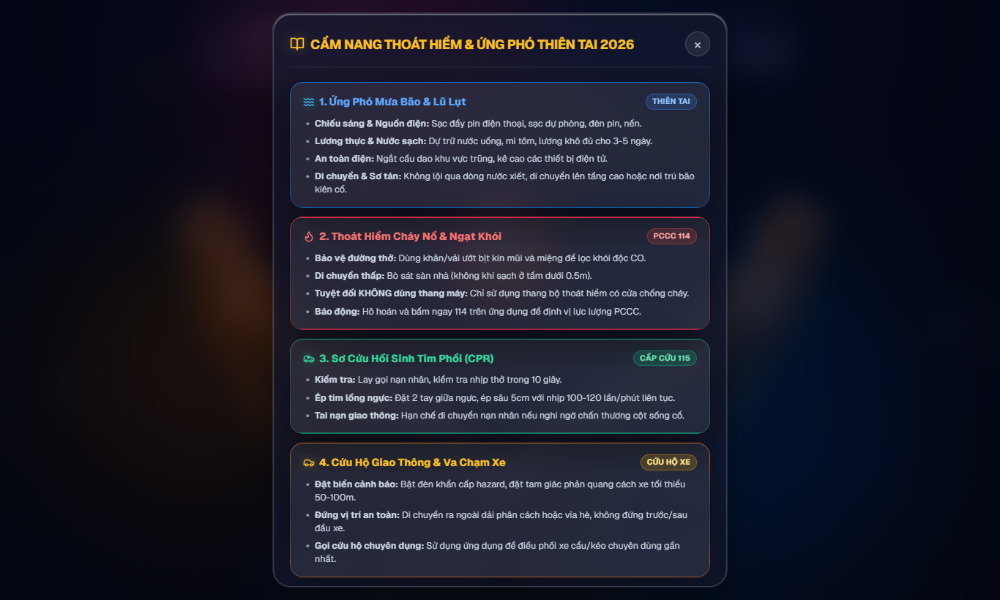 CẨM NANG THOÁT HIỂM & ỨNG PHÓ THIÊN TAI 2026
×
1. Ứng Phó Mưa Bão & Lũ Lụt
THIÊN TAI
• Chiếu sáng & Nguồn điện: Sạc đầy pin điện thoại, sạc dự phòng, đèn pin, nến.
• Lương thực & Nước sạch: Dự trữ nước uống, mì tôm, lương khô đủ cho 3-5 ngày.
• An toàn điện: Ngắt cầu dao khu vực trũng, kê cao các thiết bị điện tử.
• Di chuyển & Sơ tán: Không lội qua dòng nước xiết, di chuyển lên tầng cao hoặc nơi trú bão
kiên cố.
2. Thoát Hiểm Cháy Nổ & Ngạt Khói
PCCC 114
• Bảo vệ đường thở: Dùng khăn/vải ướt bịt kín mũi và miệng để lọc khói độc CO.
• Di chuyển thấp: Bò sát sàn nhà (không khí sạch ở tầm dưới 0.5m).
• Tuyệt đối KHÔNG dùng thang máy: Chỉ sử dụng thang bộ thoát hiểm có cửa chống cháy.
• Báo động: Hô hoán và bấm ngay 114 trên ứng dụng để định vị lực lượng PCCC.
3. Sơ Cứu Hồi Sinh Tim Phổi (CPR)
CẤP CỨU 115
• Kiểm tra: Lay gọi nạn nhân, kiểm tra nhịp thở trong 10 giây.
• Ép tim lồng ngực: Đặt 2 tay giữa ngực, ép sâu 5cm với nhịp 100-120 lần/phút liên tục.
• Tai nạn giao thông: Hạn chế di chuyển nạn nhân nếu nghi ngờ chấn thương cột sống cổ.
4. Cứu Hộ Giao Thông & Va Chạm Xe
CỨU HỘ XE
• Đặt biển cảnh báo: Bật đèn khẩn cấp hazard, đặt tam giác phản quang cách xe tối thiểu
50-100m.
• Đứng vị trí an toàn: Di chuyển ra ngoài dải phân cách hoặc vỉa hè, không đứng trước/sau
đầu xe.
• Gọi cứu hộ chuyên dụng: Sử dụng ứng dụng để điều phối xe cẩu/kéo chuyên dùng gần
nhất.